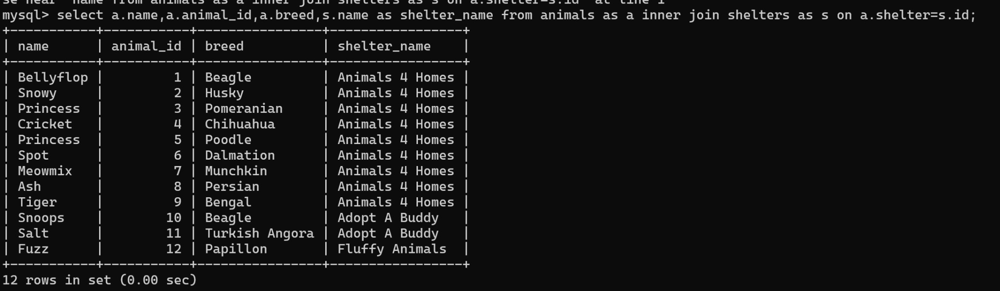 se near 'name from animals as a inner join shelters as s on a.shelter=s.id' at line 1
mysql> select a.name,a.animal_id,a.breed,s.name as shelter_name from animals as a inner join shelters as s on a.shelter=s.id;
+-----------+-----------+----------------+-----------------+
| name      | animal_id | breed          | shelter_name    |
+-----------+-----------+----------------+-----------------+
| Bellyflop |         1 | Beagle         | Animals 4 Homes |
| Snowy     |         2 | Husky          | Animals 4 Homes |
| Princess  |         3 | Pomeranian     | Animals 4 Homes |
| Cricket   |         4 | Chihuahua      | Animals 4 Homes |
| Princess  |         5 | Poodle         | Animals 4 Homes |
| Spot      |         6 | Dalmation      | Animals 4 Homes |
| Meowmix   |         7 | Munchkin       | Animals 4 Homes |
| Ash       |         8 | Persian        | Animals 4 Homes |
| Tiger     |         9 | Bengal         | Animals 4 Homes |
| Snoops    |        10 | Beagle         | Adopt A Buddy   |
| Salt      |        11 | Turkish Angora | Adopt A Buddy   |
| Fuzz      |        12 | Papillon       | Fluffy Animals  |
+-----------+-----------+----------------+-----------------+
12 rows in set (0.00 sec)